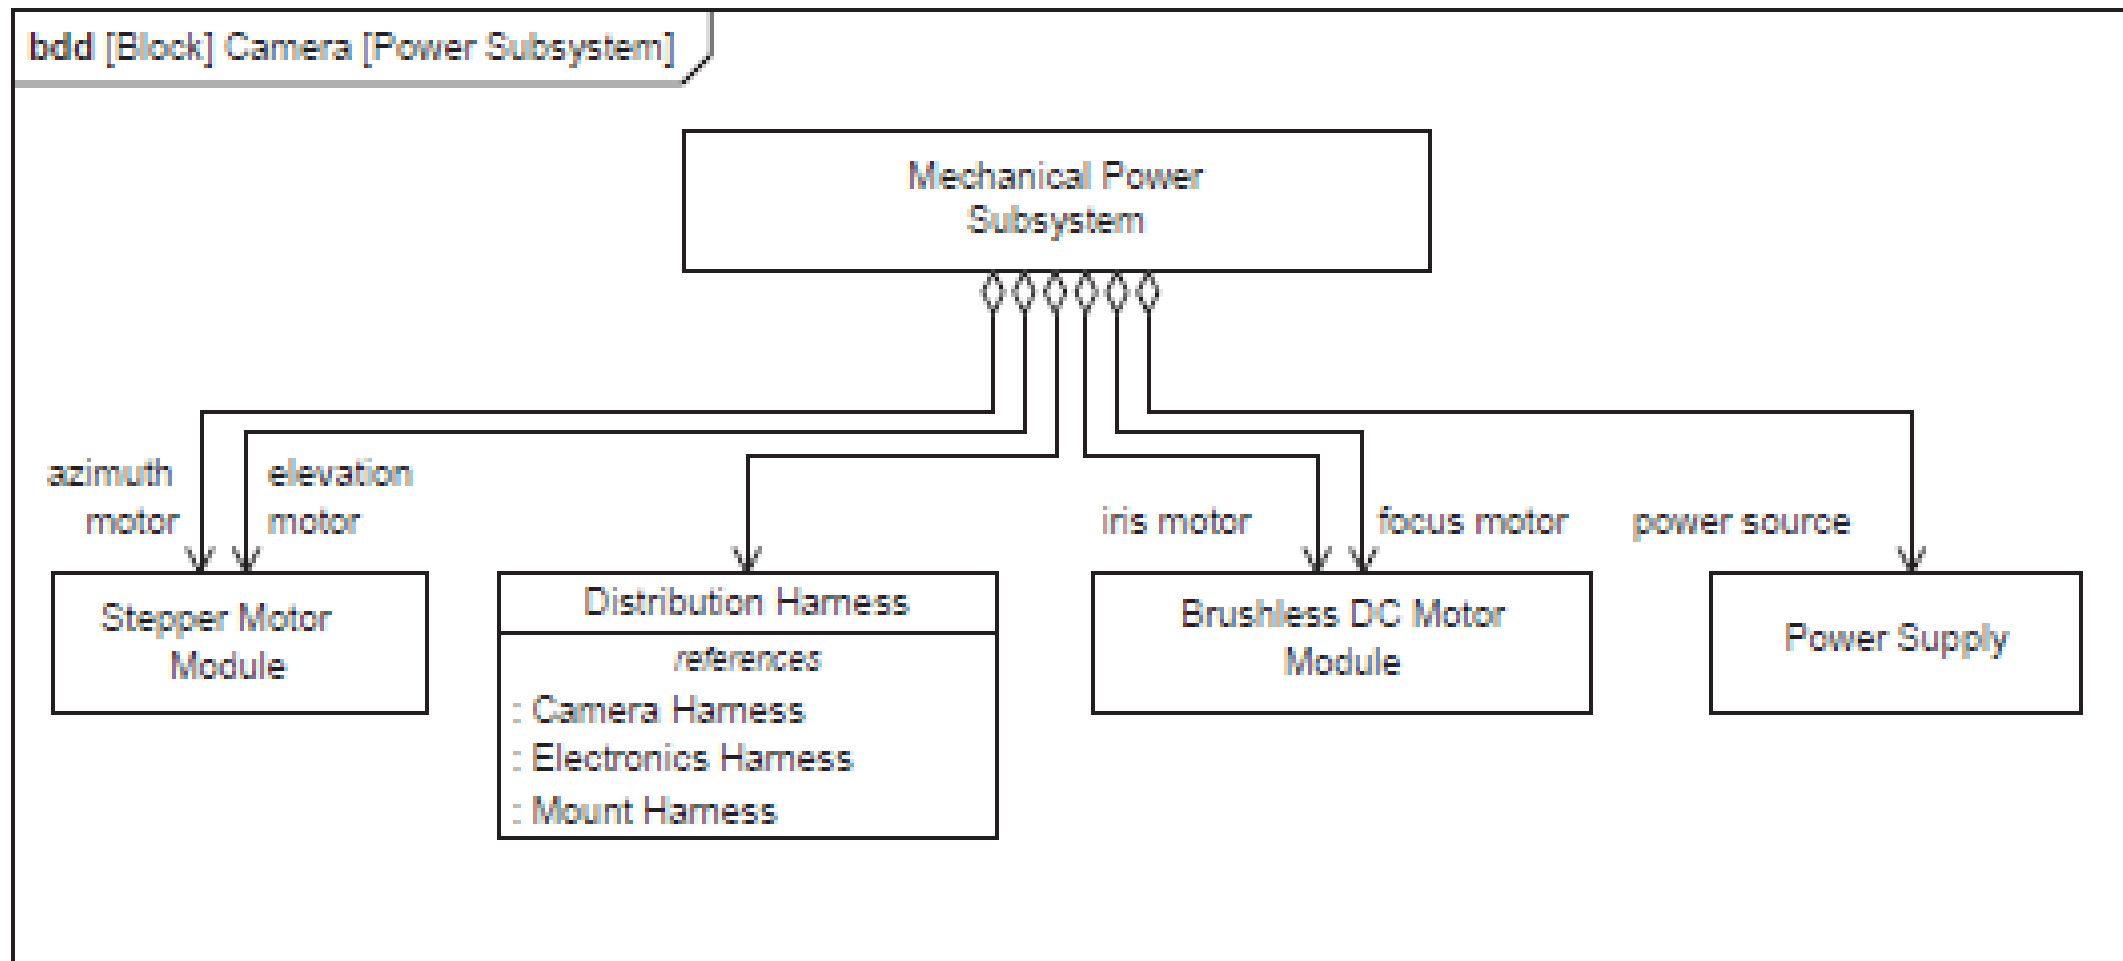 bdd [Block] Camera [Power Subsystem]
Mechanical Power
Subsystem
azimuth
motor
elevation
motor
iris motor
focus motor
power source
Stepper Motor
Module
Distribution Harness
references
: Camera Harness
: Electronics Harness
: Mount Harness
Brushless DC Motor
Module
Power Supply